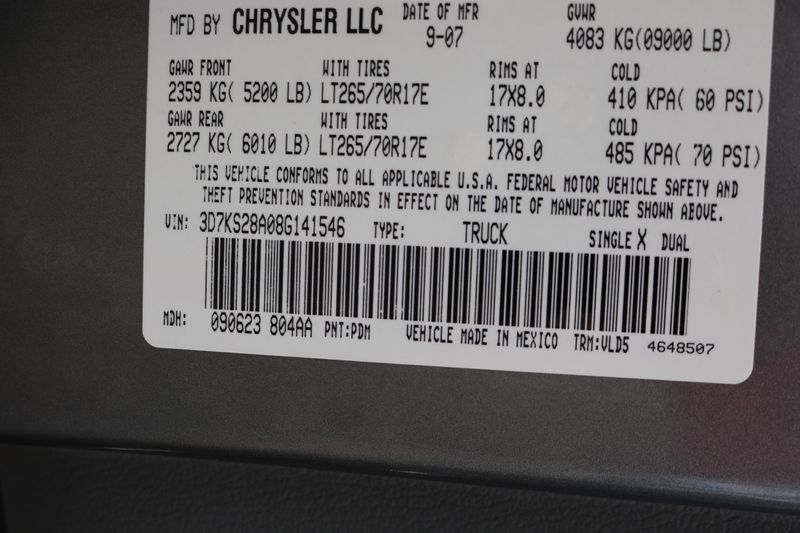 MFD BY CHRYSLER LLC DATE OF MFR GVWR
9-07 4083 KG(09000 LB)
GAWR FRONT WITH TIRES RIMS AT COLD
2359 KG( 5200 LB) LT265/70R17E 17X8.0 410 KPA( 60 PSI)
GAWR REAR WITH TIRES RIMS AT COLD
2727 KG( 6010 LB) LT265/70R17E 17X8.0 485 KPA( 70 PSI)
THIS VEHICLE CONFORMS TO ALL APPLICABLE U.S.A. FEDERAL MOTOR VEHICLE SAFETY AND
THEFT PREVENTION STANDARDS IN EFFECT ON THE DATE OF MANUFACTURE SHOWN ABOVE.
VIN: 3D7KS28A08G141546 TYPE: TRUCK SINGLE X DUAL
MDH: 090623 804AA PNT:PDM VEHICLE MADE IN MEXICO TRM:VLD5 4648507